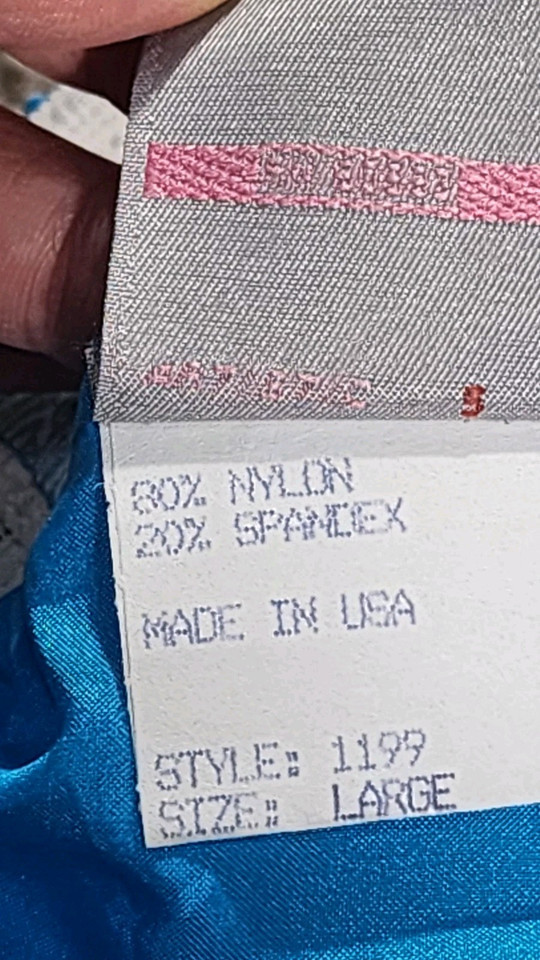 80% NYLON
20% SPANDEX
MADE IN USA
STYLE: 1199
SIZE: LARGE